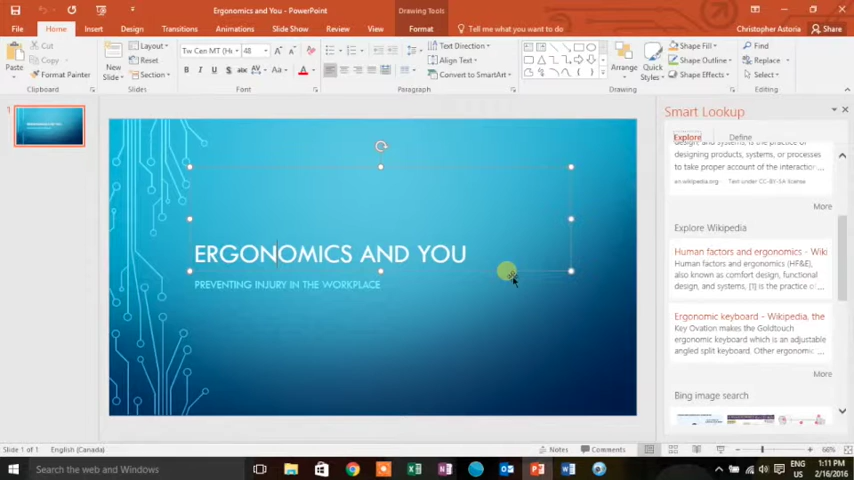 Ergonomics and You - PowerPoint
Drawing Tools
File Home Insert Design Transitions Animations Slide Show Review View Format Tell me what you want to do
Christopher Astoria Share
Paste
Cut
Copy
Format Painter
Clipboard
New
Slide
Layout
Reset
Section
Slides
Tw Cen MT (H 48
B I U S abc AV Aa A
Font
Text Direction
Align Text
Convert to SmartArt
Paragraph
Arrange
Quick
Styles
Shape Fill
Shape Outline
Shape Effects
Drawing
Find
Replace
Select
Editing
1
ERGONOMICS AND YOU
PREVENTING INJURY IN THE WORKPLACE
Smart Lookup
Explore Define
design, and systems, is the practice of
designing products, systems, or processes
to take proper account of the interaction...
en.wikipedia.org Text under CC-BY-SA license
More
Explore Wikipedia
Human factors and ergonomics - Wiki
Human factors and ergonomics (HF&E),
also known as comfort design, functional
design, and systems, [1] is the practice of ...
Ergonomic keyboard - Wikipedia, the
Key Ovation makes the Goldtouch
ergonomic keyboard which is an adjustable
angled split keyboard. Other ergonomic ...
More
Bing image search
Slide 1 of 1 English (Canada)
Notes Comments 66%
Search the web and Windows
ENG
US
1:11 PM
2/16/2016